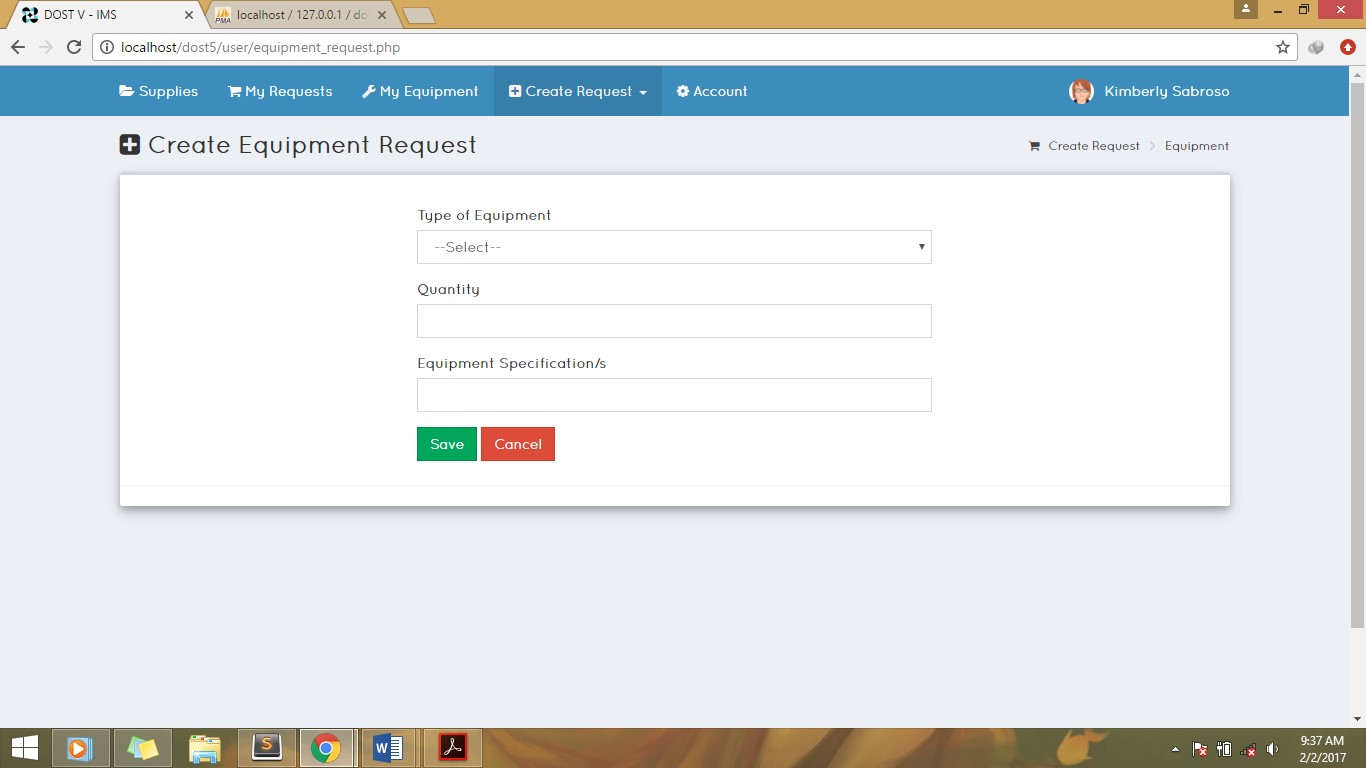 DOST V - IMS
localhost / 127.0.0.1 / do
localhost/dost5/user/equipment_request.php
Supplies My Requests My Equipment Create Request Account Kimberly Sabroso
Create Equipment Request
Create Request > Equipment
Type of Equipment
--Select--
Quantity
Equipment Specification/s
Save Cancel
9:37 AM
2/2/2017